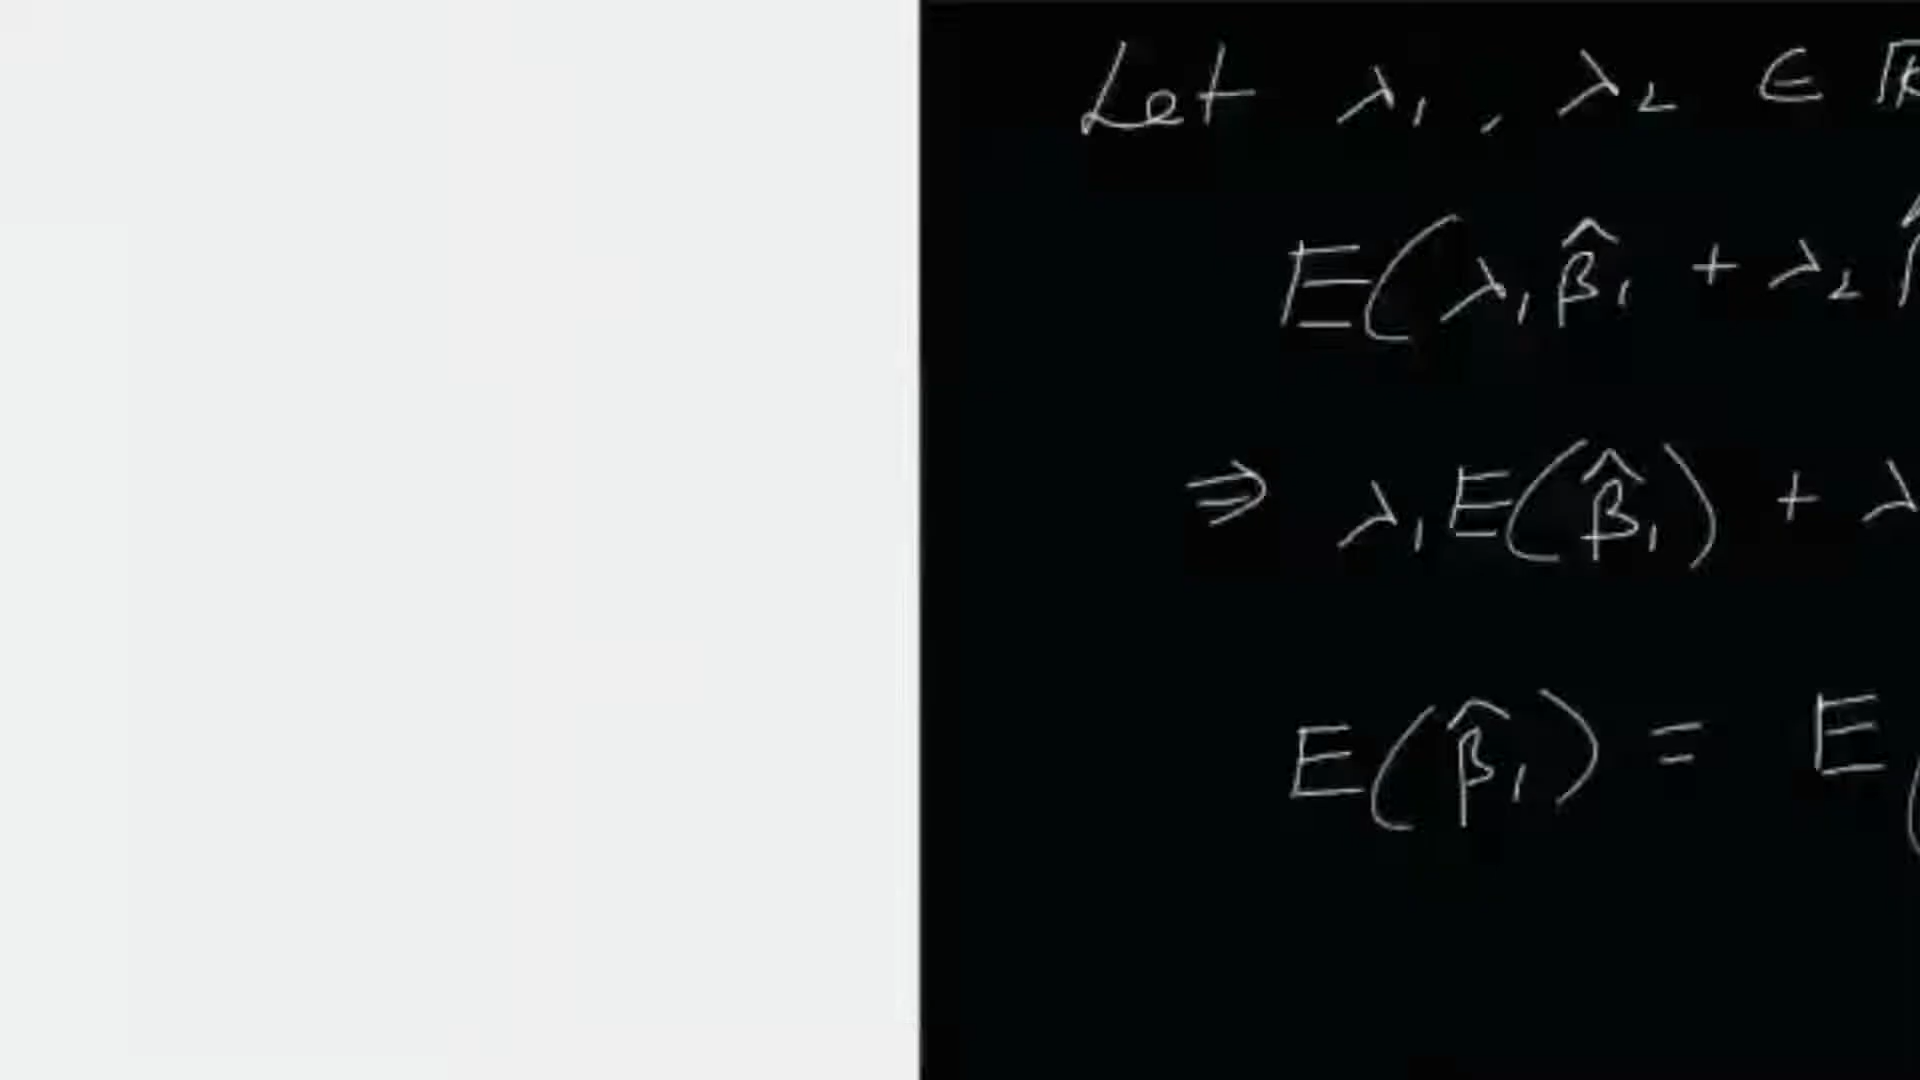 Let λ₁, λ₂ ∈ ℝ
E(λ₁β̂₁ + λ₂
⇒ λ₁E(β̂₁) + λ
E(β̂₁) = E(